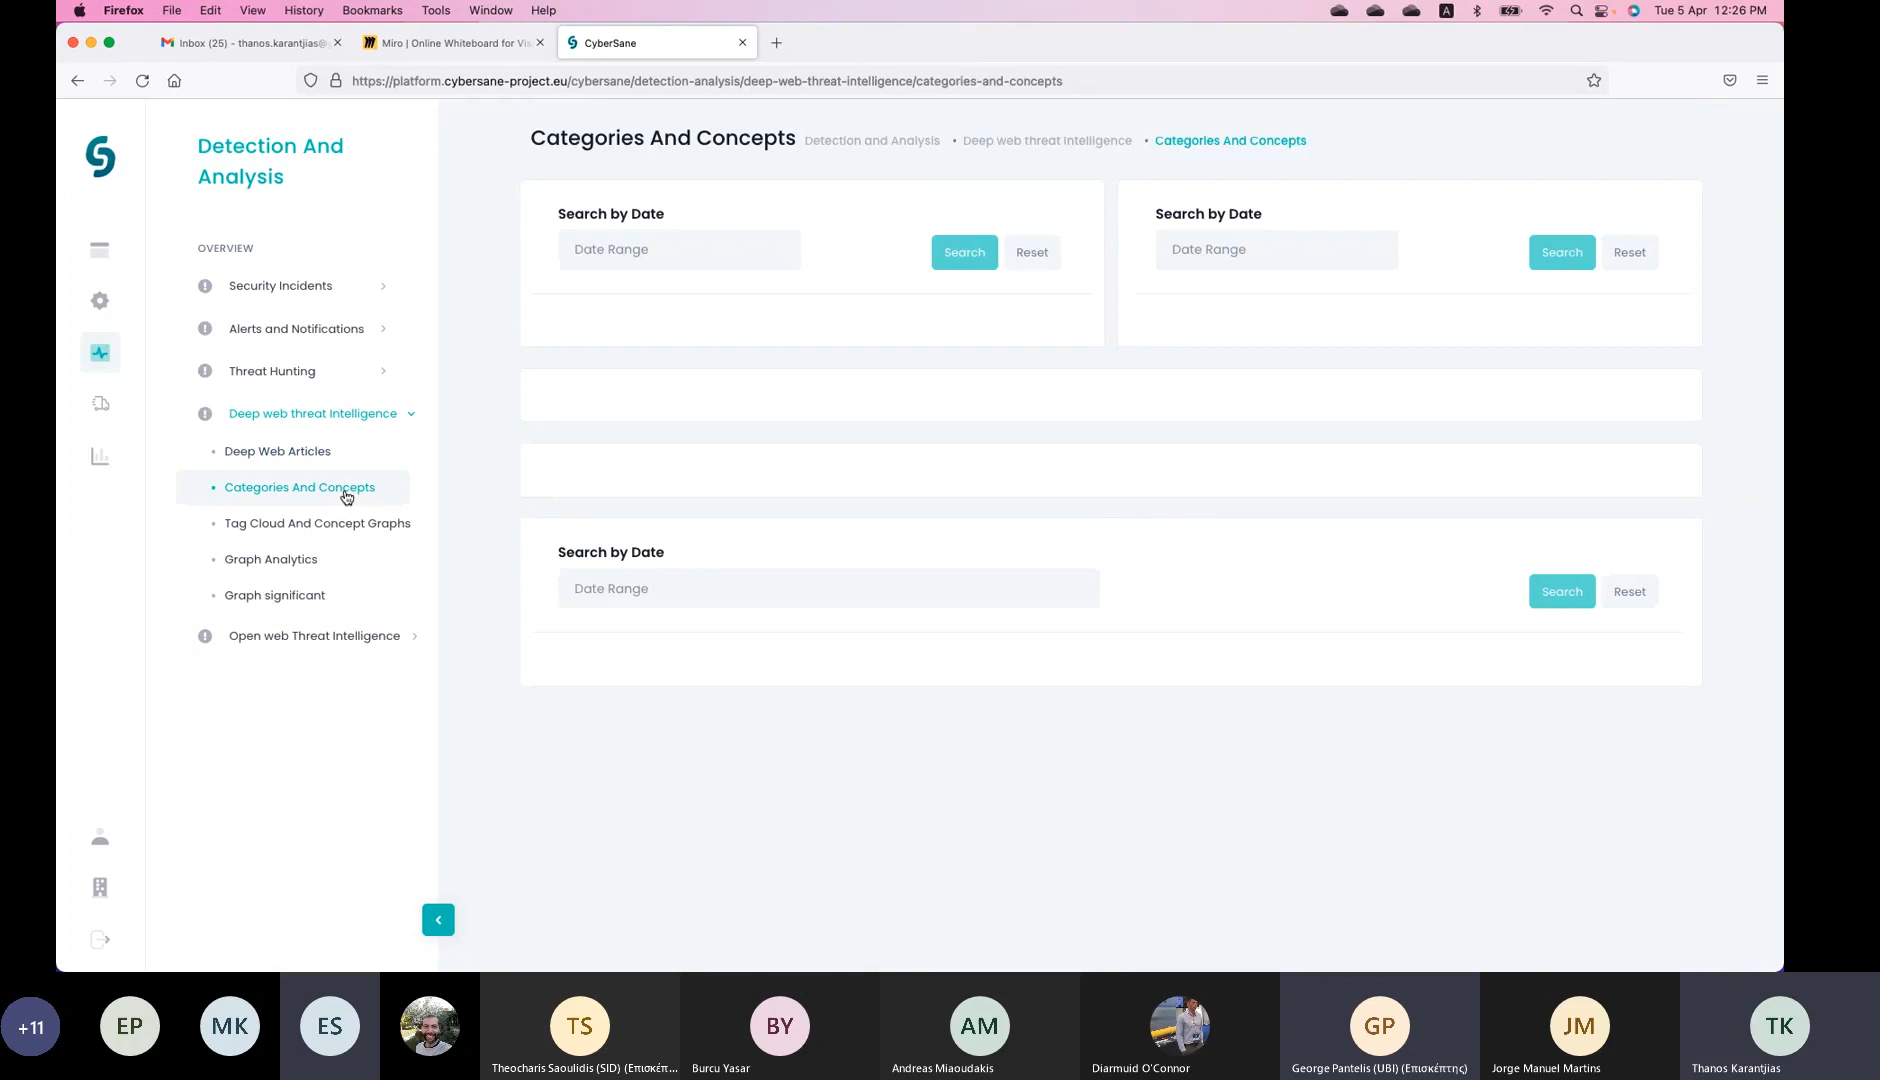 Firefox File Edit View History Bookmarks Tools Window Help
A
Tue 5 Apr 12:26 PM
Inbox (25) - thanos.karantjias@
Miro | Online Whiteboard for Vis
CyberSane
https://platform.cybersane-project.eu/cybersane/detection-analysis/deep-web-threat-intelligence/categories-and-concepts
Detection And
Analysis
OVERVIEW
Security Incidents
Alerts and Notifications
Threat Hunting
Deep web threat Intelligence
• Deep Web Articles
• Categories And Concepts
• Tag Cloud And Concept Graphs
• Graph Analytics
• Graph significant
Open web Threat Intelligence
Categories And Concepts Detection and Analysis • Deep web threat Intelligence • Categories And Concepts
Search by Date
Date Range
Search Reset
Search by Date
Date Range
Search Reset
Search by Date
Date Range
Search Reset
+11
EP
MK
ES
TS
Theocharis Saoulidis (SID) (Επισκέπ...
BY
Burcu Yasar
AM
Andreas Miaoudakis
Diarmuid O'Connor
GP
George Pantelis (UBI) (Επισκέπτης)
JM
Jorge Manuel Martins
TK
Thanos Karantjias